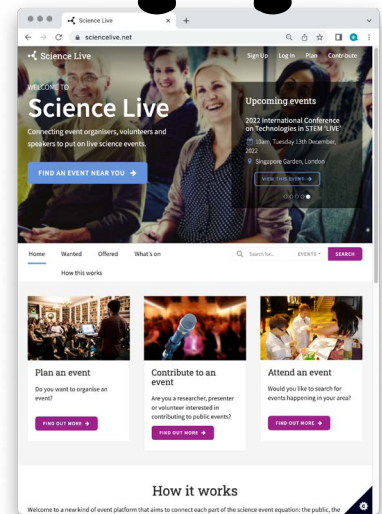 Science Live
sciencelive.net
Science Live
Sign Up Log In Plan Contribute
WELCOME TO
Science Live
Connecting event organisers, volunteers and
speakers to put on live science events.
FIND AN EVENT NEAR YOU →
Upcoming events
2022 International Conference
on Technologies in STEM 'LIVE'
10am, Tuesday 13th December,
2022
Singapore Garden, London
VIEW THIS EVENT →
Home Wanted Offered What's on
How this works
Search for... EVENTS SEARCH
Plan an event
Do you want to organise an
event?
FIND OUT MORE →
Contribute to an
event
Are you a researcher, presenter
or volunteer interested in
contributing to public events?
FIND OUT MORE →
Attend an event
Would you like to search for
events happening in your area?
FIND OUT MORE →
How it works
Welcome to a new kind of event platform that aims to connect each part of the science event equation: the public, the